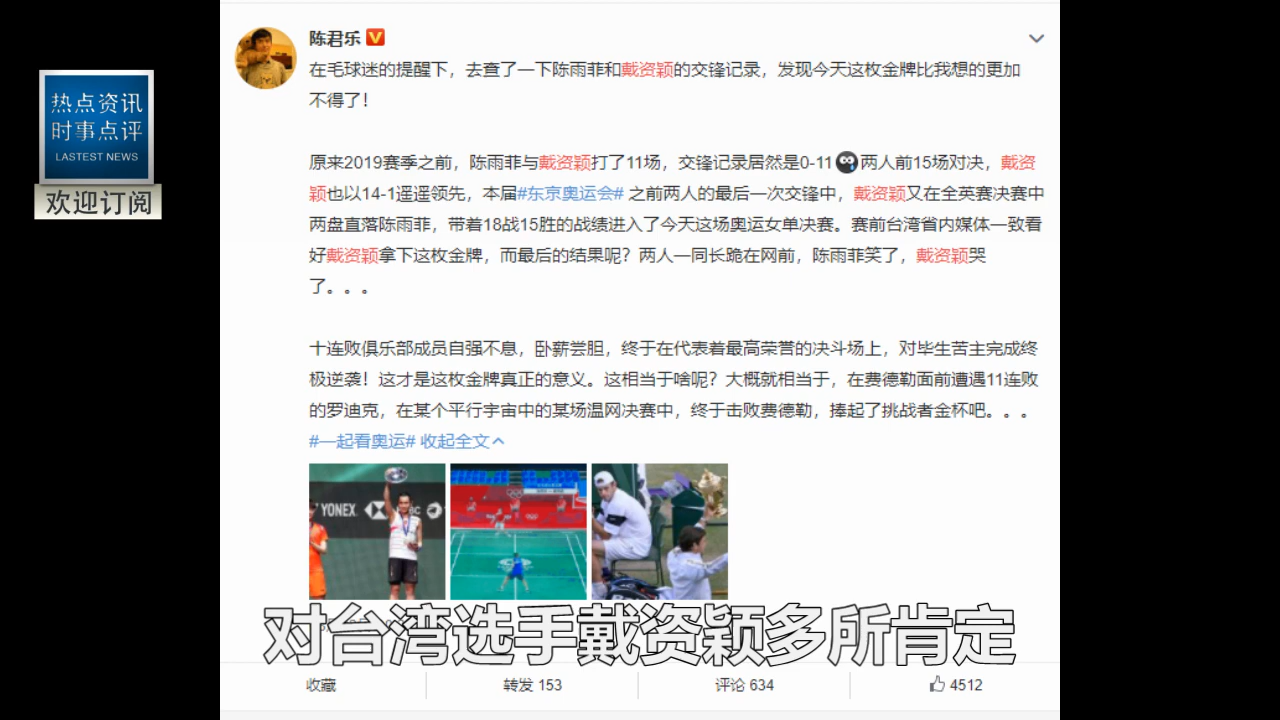 热点资讯
时事点评
LASTEST NEWS
欢迎订阅
陈君乐 V
在毛球迷的提醒下，去查了一下陈雨菲和戴资颖的交锋记录，发现今天这枚金牌比我想的更加
不得了！
原来2019赛季之前，陈雨菲与戴资颖打了11场，交锋记录居然是0-11 两人前15场对决，戴资
颖也以14-1遥遥领先，本届#东京奥运会# 之前两人的最后一次交锋中，戴资颖又在全英赛决赛中
两盘直落陈雨菲，带着18战15胜的战绩进入了今天这场奥运女单决赛。赛前台湾省内媒体一致看
好戴资颖拿下这枚金牌，而最后的结果呢？两人一同长跪在网前，陈雨菲笑了，戴资颖哭
了。。。
十连败俱乐部成员自强不息，卧薪尝胆，终于在代表着最高荣誉的决斗场上，对毕生苦主完成终
极逆袭！这才是这枚金牌真正的意义。这相当于啥呢？大概就相当于，在费德勒面前遭遇11连败
的罗迪克，在某个平行宇宙中的某场温网决赛中，终于击败费德勒，捧起了挑战者金杯吧。。。
#一起看奥运# 收起全文
YONEX
对台湾选手戴资颖多所肯定
收藏
转发 153
评论 634
4512